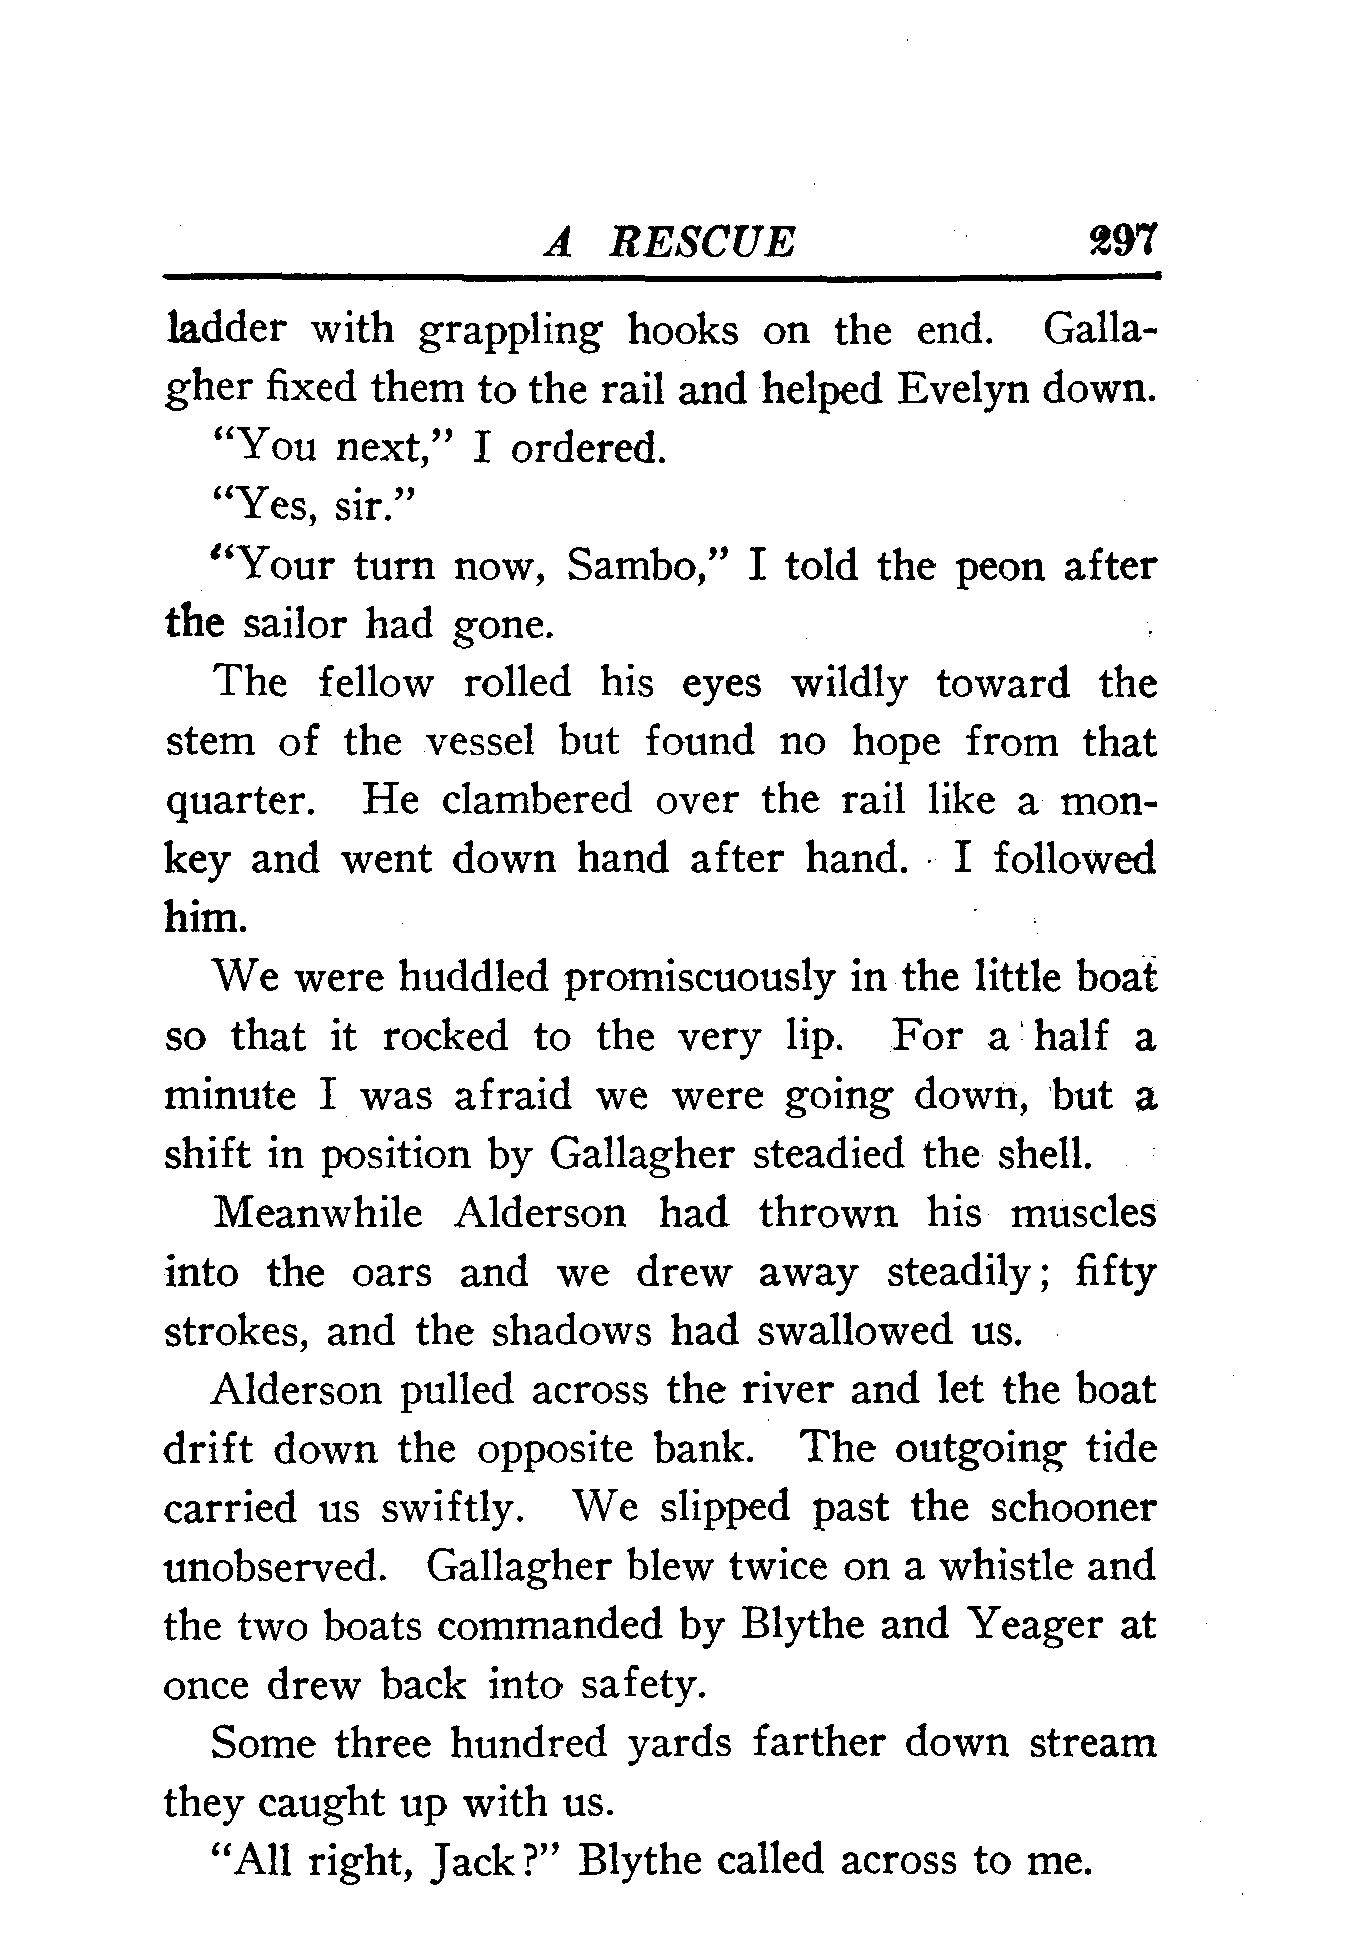 A RESCUE 297
ladder with grappling hooks on the end. Galla-
gher fixed them to the rail and helped Evelyn down.
“You next,” I ordered.
“Yes, sir.”
“Your turn now, Sambo,” I told the peon after
the sailor had gone.
The fellow rolled his eyes wildly toward the
stem of the vessel but found no hope from that
quarter. He clambered over the rail like a mon-
key and went down hand after hand. I followed
him.
We were huddled promiscuously in the little boat
so that it rocked to the very lip. For a half a
minute I was afraid we were going down, but a
shift in position by Gallagher steadied the shell.
Meanwhile Alderson had thrown his muscles
into the oars and we drew away steadily; fifty
strokes, and the shadows had swallowed us.
Alderson pulled across the river and let the boat
drift down the opposite bank. The outgoing tide
carried us swiftly. We slipped past the schooner
unobserved. Gallagher blew twice on a whistle and
the two boats commanded by Blythe and Yeager at
once drew back into safety.
Some three hundred yards farther down stream
they caught up with us.
“All right, Jack?” Blythe called across to me.